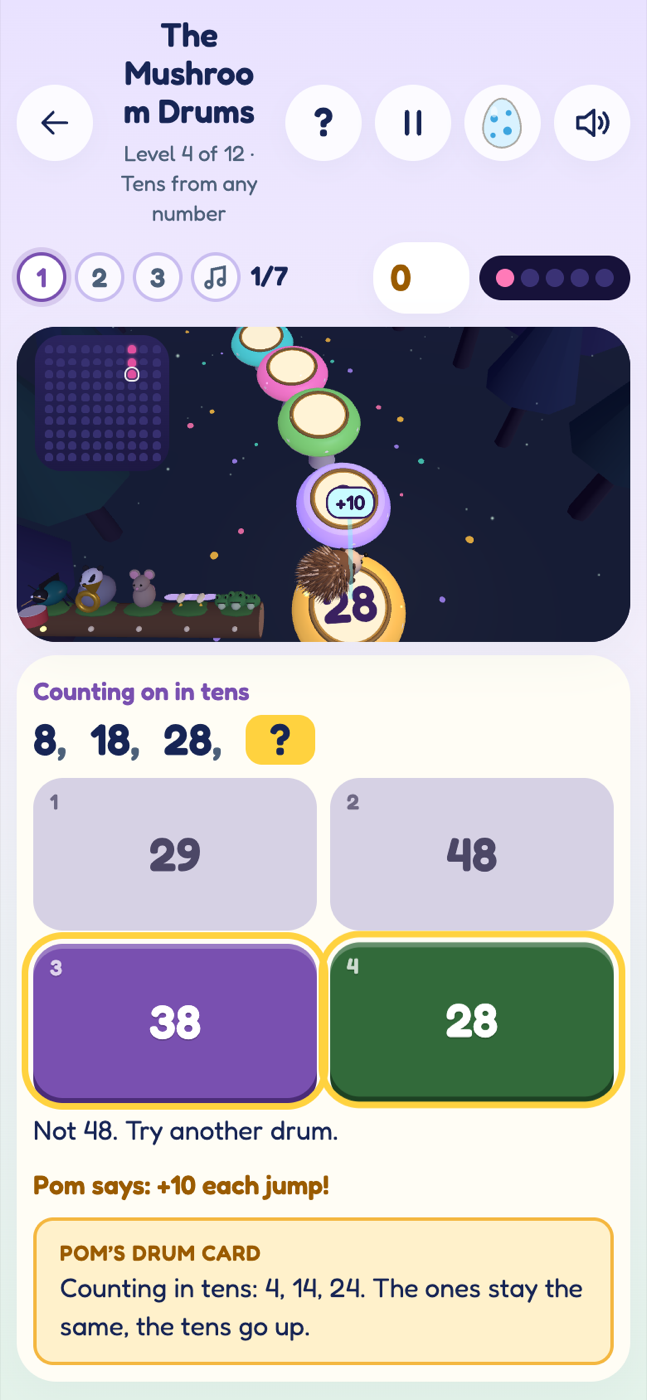 The
Mushroo
m Drums
Level 4 of 12 ·
Tens from any
number
?
1
2
3
1/7
0
+10
28
Counting on in tens
8, 18, 28, ?
1
29
2
48
3
38
4
28
Not 48. Try another drum.
Pom says: +10 each jump!
POM'S DRUM CARD
Counting in tens: 4, 14, 24. The ones stay the
same, the tens go up.